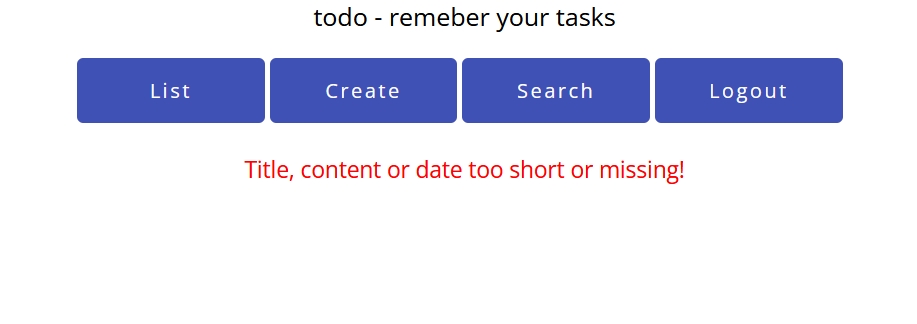 todo - remeber your tasks
List Create Search Logout
Title, content or date too short or missing!